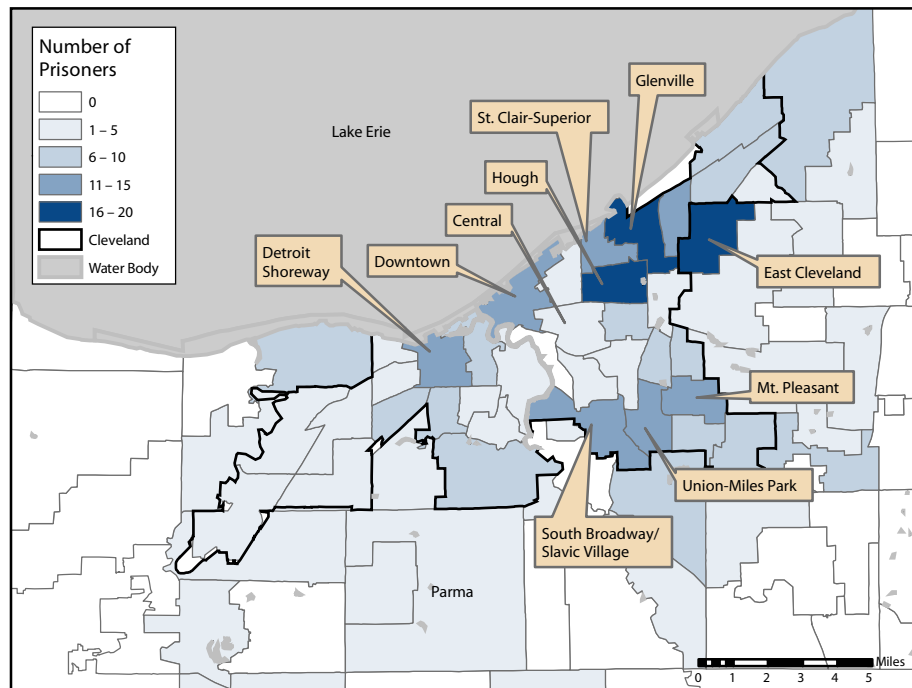 Number of
Prisoners
0
1 – 5
6 – 10
11 – 15
16 – 20
Cleveland
Water Body
Lake Erie
Glenville
St. Clair-Superior
Hough
Central
Detroit
Shoreway
Downtown
East Cleveland
Mt. Pleasant
Union-Miles Park
South Broadway/
Slavic Village
Parma
Miles
0 1 2 3 4 5